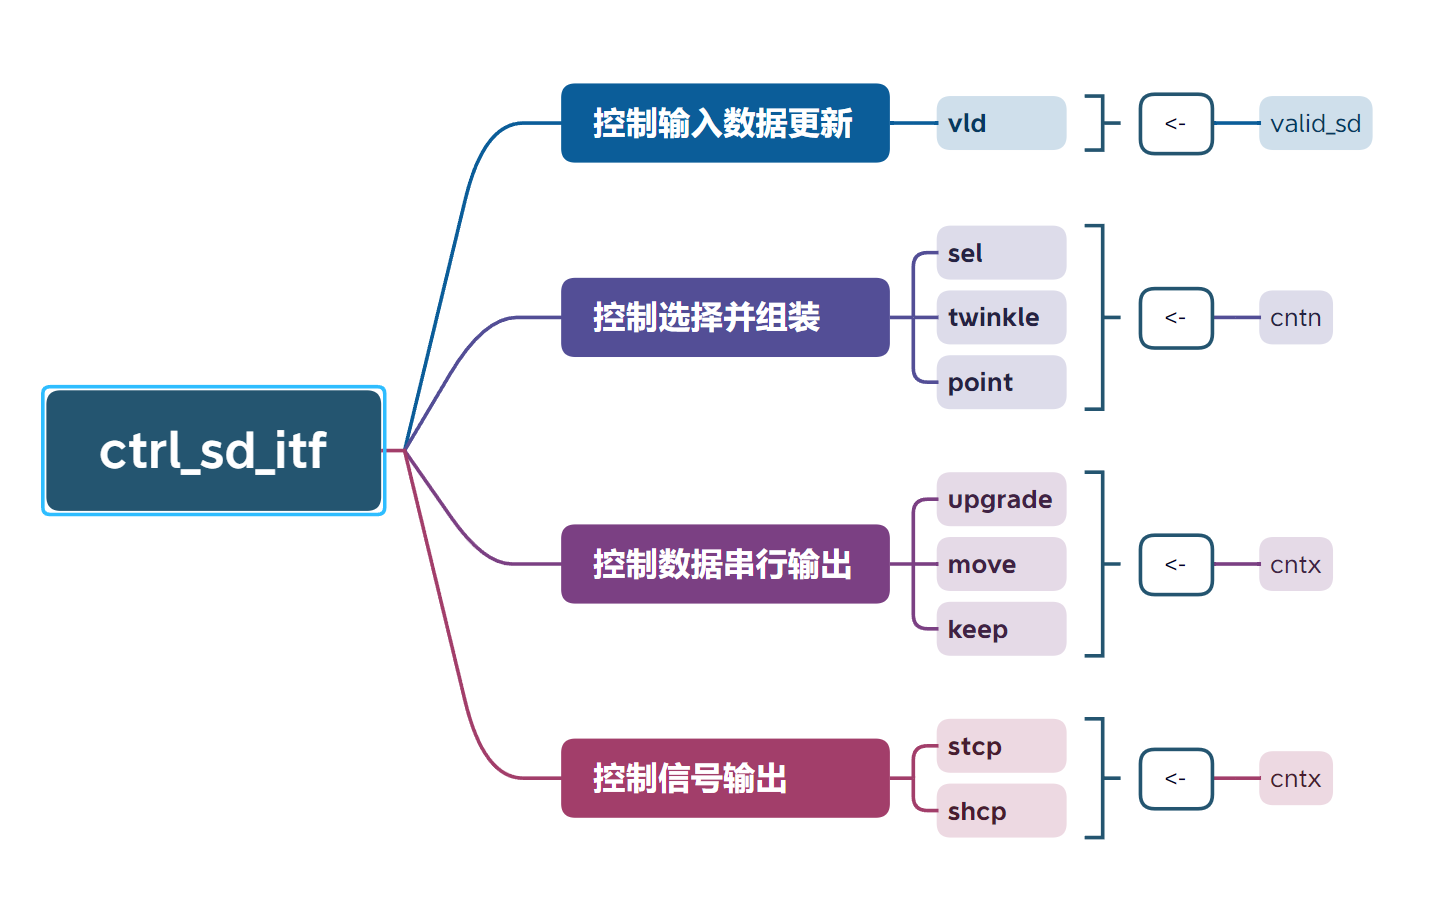 ctrl_sd_itf
控制输入数据更新
vld
<-
valid_sd
控制选择并组装
sel
twinkle
point
<-
cntn
控制数据串行输出
upgrade
move
keep
<-
cntx
控制信号输出
stcp
shcp
<-
cntx